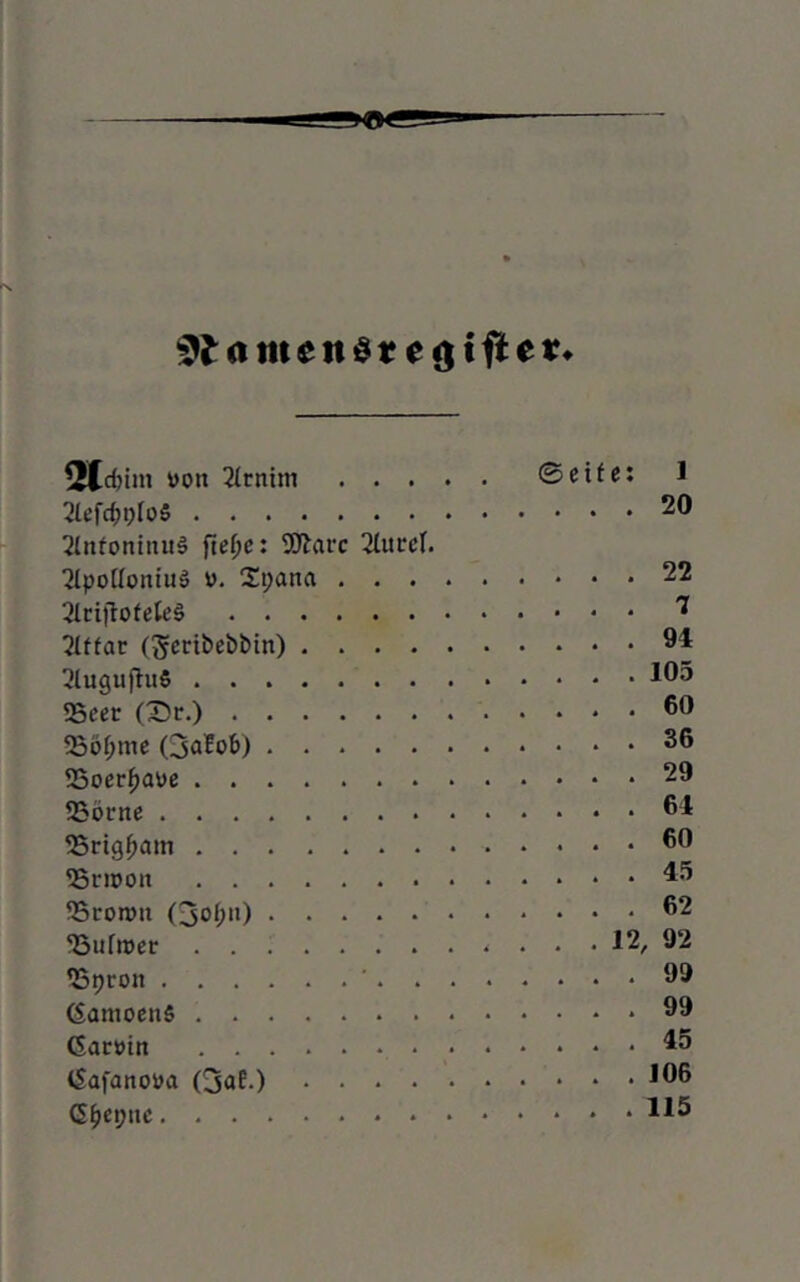 Namensregister.
Achim von Arnim . . . . . Seite: 1
Aeschylos . . . . . . . . . . . . . . 20
Antoninus siehe: Marc Aurel.
Apollonius v. Tyana . . . . . . . . . . 22
Aristoteles . . . . . . . . . . . . . 7
Attar (Feridebbin) . . . . . . . . . . . 94
Augustus . . . . . . . . . . . . . . 105
Beer (Dr.) . . . . . . . . . . . . . 60
Böhme (Jakob) . . . . . . . . . . . . 36
Boerhave . . . . . . . . . . . . . . 29
Börne . . . . . . . . . . . . . . . 64
Brigham . . . . . . . . . . . . . . 60
Brwon . . . . . . . . . . . . . . 45
Brown (John) . . . . . . . . . . . . 62
Bulwer . . . . . . . . . . . . . 12, 92
Byron . . . . . . . . . . . . . . . 99
Camoens . . . . . . . . . . . . . . 99
Carvin . . . . . . . . . . . . . . 45
Casanova (Jak.) . . . . . . . . . . . 106
Cheyne . . . . . . . . . . . . . . . 115